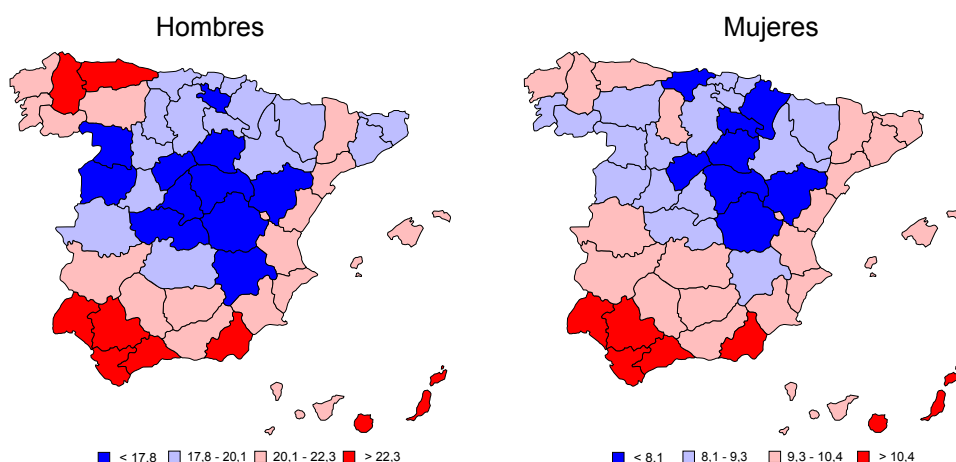 Hombres
Mujeres
< 17,8 17,8 - 20,1 20,1 - 22,3 > 22,3
< 8,1 8,1 - 9,3 9,3 - 10,4 > 10,4